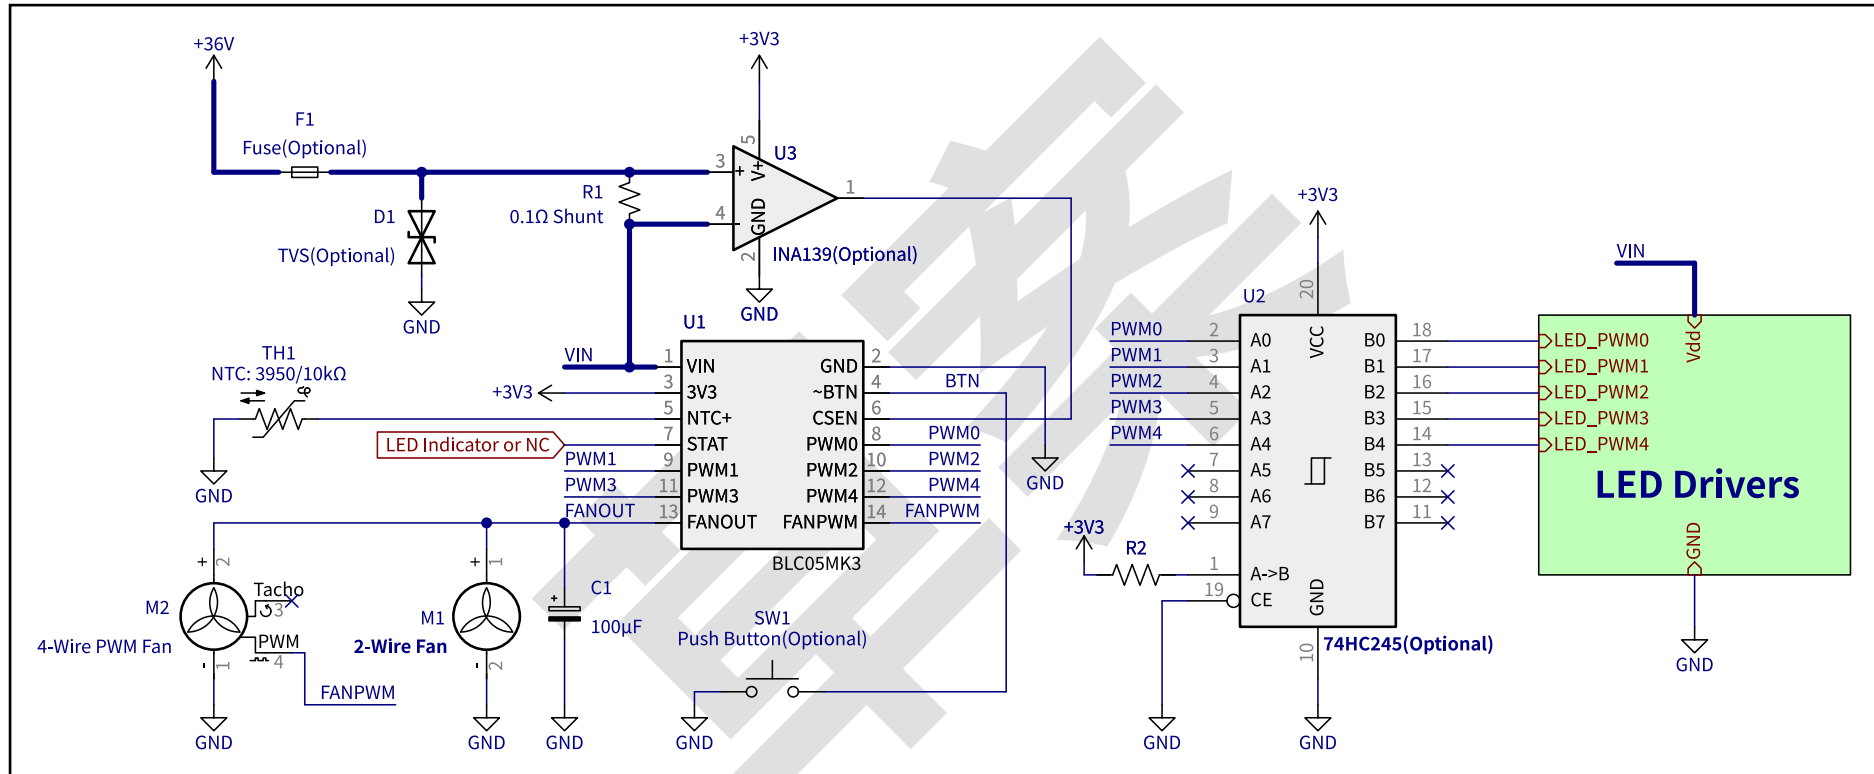 +36V
F1
Fuse(Optional)
D1
TVS(Optional)
GND
R1
0.1Ω Shunt
+3V3
5
3
4
2
1
+
-
V+
GND
U3
INA139(Optional)
GND
TH1
NTC: 3950/10kΩ
GND
VIN
+3V3
LED Indicator or NC
PWM1
PWM3
FANOUT
U1
1 VIN GND 2
3 3V3 ~BTN 4
5 NTC+ CSEN 6
7 STAT PWM0 8
9 PWM1 PWM2 10
11 PWM3 PWM4 12
13 FANOUT FANPWM 14
BLC05MK3
BTN
PWM0
PWM2
PWM4
FANPWM
GND
M2
4-Wire PWM Fan
+
2
Tacho
3
PWM
4
-
1
FANPWM
GND
M1
2-Wire Fan
+
1
-
2
GND
C1
+
100µF
GND
SW1
Push Button(Optional)
GND
+3V3
20
U2
VCC
PWM0 2 A0 B0 18
PWM1 3 A1 B1 17
PWM2 4 A2 B2 16
PWM3 5 A3 B3 15
PWM4 6 A4 B4 14
7 A5 B5 13
8 A6 B6 12
9 A7 B7 11
+3V3
R2
1 A->B
19 CE
GND
10
74HC245(Optional)
GND
GND
VIN
Vdd
LED_PWM0
LED_PWM1
LED_PWM2
LED_PWM3
LED_PWM4
LED Drivers
GND
GND